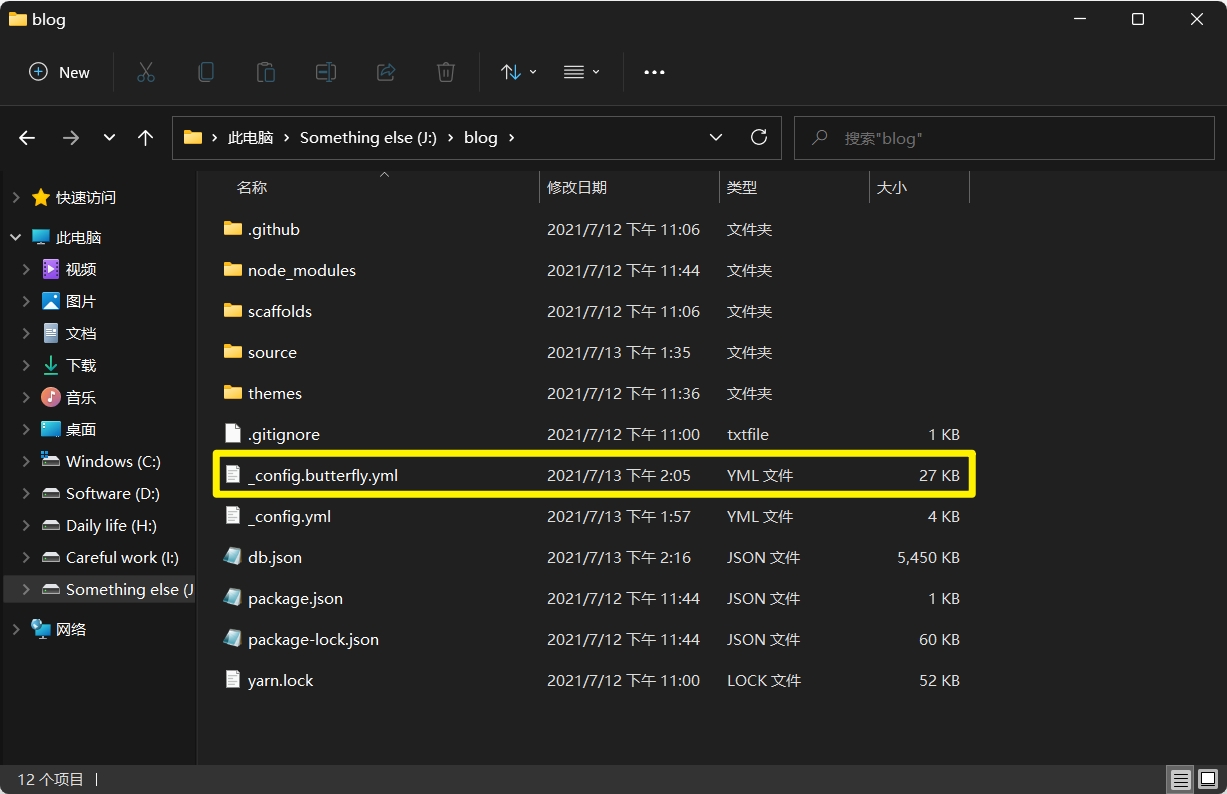 blog
New
此电脑 Something else (J:) blog
搜索"blog"
快速访问
此电脑
视频
图片
文档
下载
音乐
桌面
Windows (C:)
Software (D:)
Daily life (H:)
Careful work (I:)
Something else (J
网络
名称 修改日期 类型 大小
.github 2021/7/12 下午 11:06 文件夹
node_modules 2021/7/12 下午 11:44 文件夹
scaffolds 2021/7/12 下午 11:06 文件夹
source 2021/7/13 下午 1:35 文件夹
themes 2021/7/12 下午 11:36 文件夹
.gitignore 2021/7/12 下午 11:00 txtfile 1 KB
_config.butterfly.yml 2021/7/13 下午 2:05 YML 文件 27 KB
_config.yml 2021/7/13 下午 1:57 YML 文件 4 KB
db.json 2021/7/13 下午 2:16 JSON 文件 5,450 KB
package.json 2021/7/12 下午 11:44 JSON 文件 1 KB
package-lock.json 2021/7/12 下午 11:44 JSON 文件 60 KB
yarn.lock 2021/7/12 下午 11:00 LOCK 文件 52 KB
12 个项目